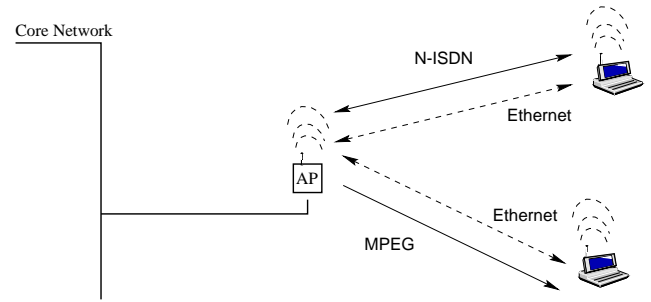 Core Network
N-ISDN
Ethernet
AP
Ethernet
MPEG